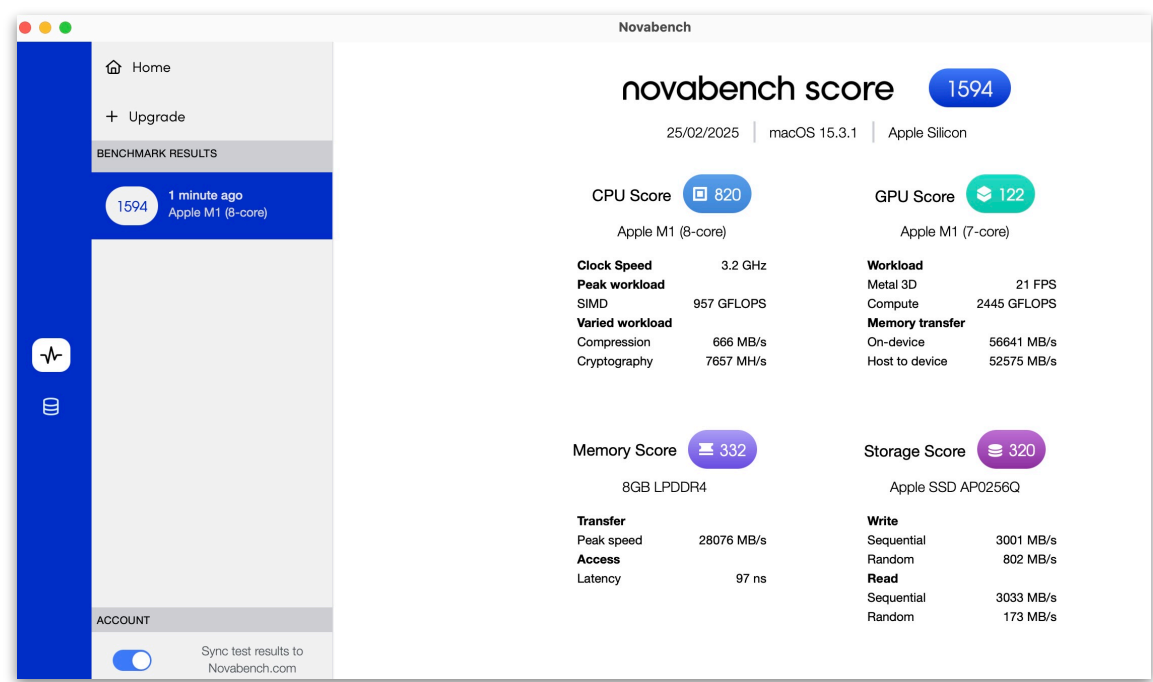 Novabench
Home
+ Upgrade
BENCHMARK RESULTS
1594
1 minute ago
Apple M1 (8-core)
ACCOUNT
Sync test results to
Novabench.com
novabench score 1594
25/02/2025 macOS 15.3.1 Apple Silicon
CPU Score 820
Apple M1 (8-core)
Clock Speed 3.2 GHz
Peak workload
SIMD 957 GFLOPS
Varied workload
Compression 666 MB/s
Cryptography 7657 MH/s
GPU Score 122
Apple M1 (7-core)
Workload
Metal 3D 21 FPS
Compute 2445 GFLOPS
Memory transfer
On-device 56641 MB/s
Host to device 52575 MB/s
Memory Score 332
8GB LPDDR4
Transfer
Peak speed 28076 MB/s
Access
Latency 97 ns
Storage Score 320
Apple SSD AP0256Q
Write
Sequential 3001 MB/s
Random 802 MB/s
Read
Sequential 3033 MB/s
Random 173 MB/s